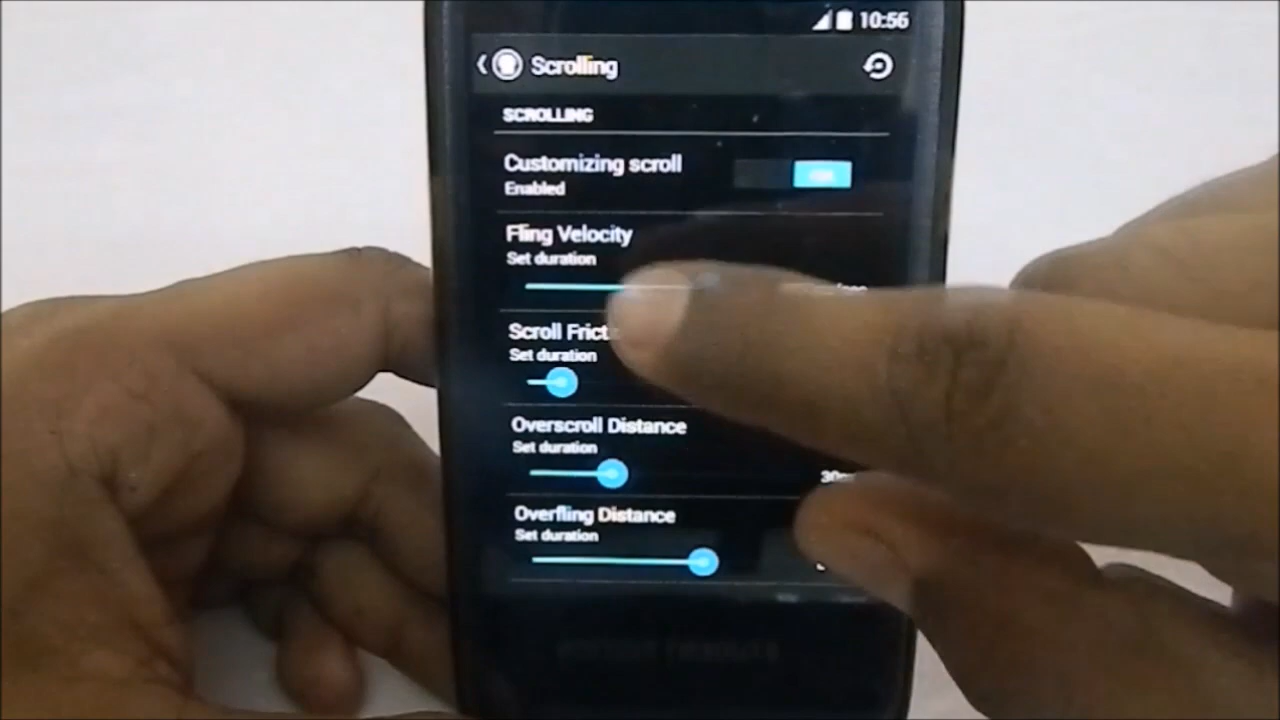 10:56
Scrolling
SCROLLING
Customizing scroll
Enabled
Fling Velocity
Set duration
Scroll
Set duration
Overscroll Distance
Set duration
Overfling Distance
Set duration